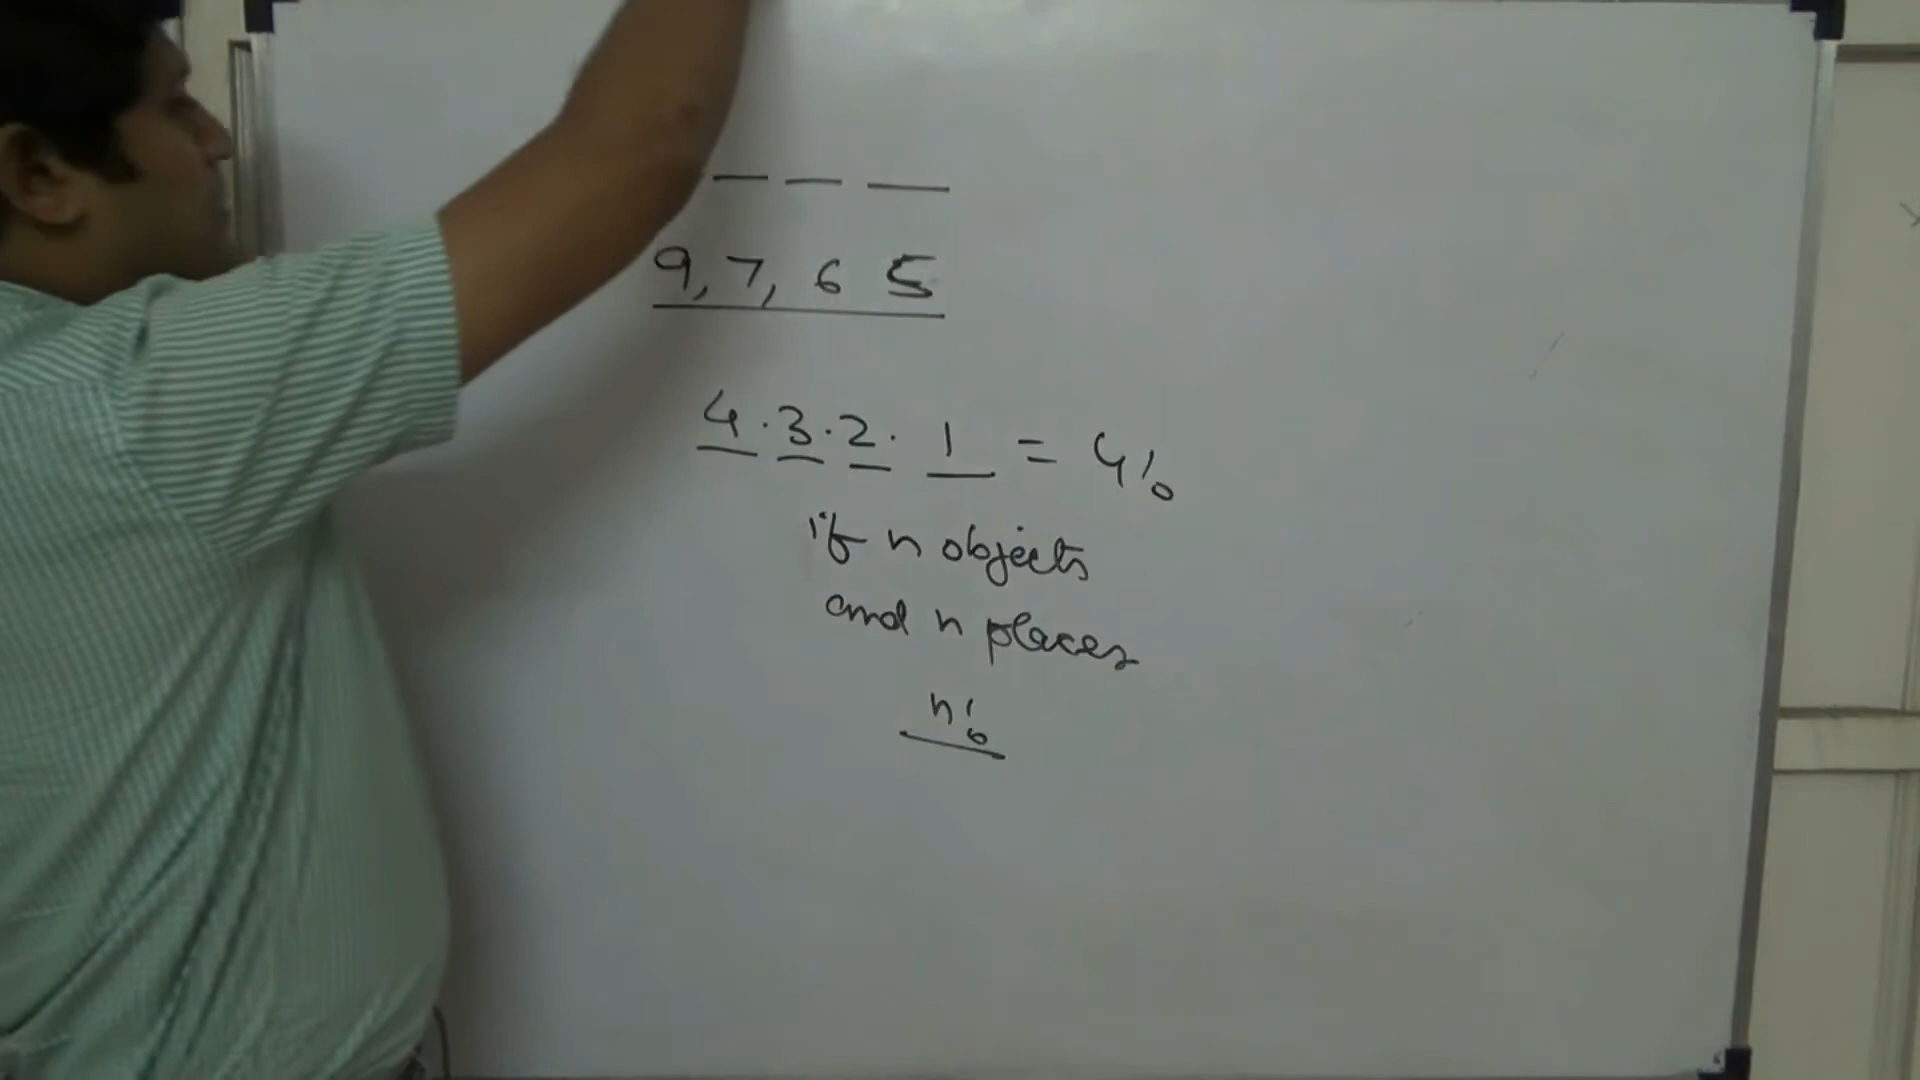 9, 7, 6 5
4 . 3 . 2 . 1 = 4!
if n objects
and n places
n!